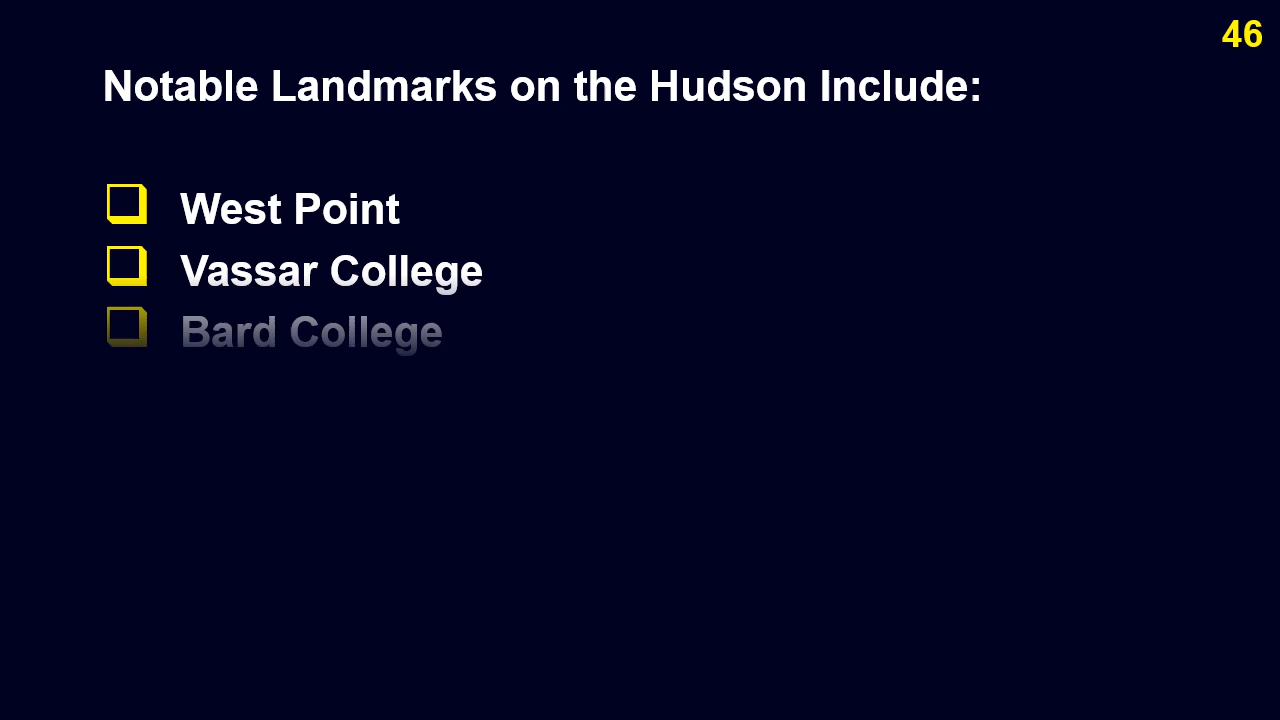 46
Notable Landmarks on the Hudson Include:
West Point
Vassar College
Bard College